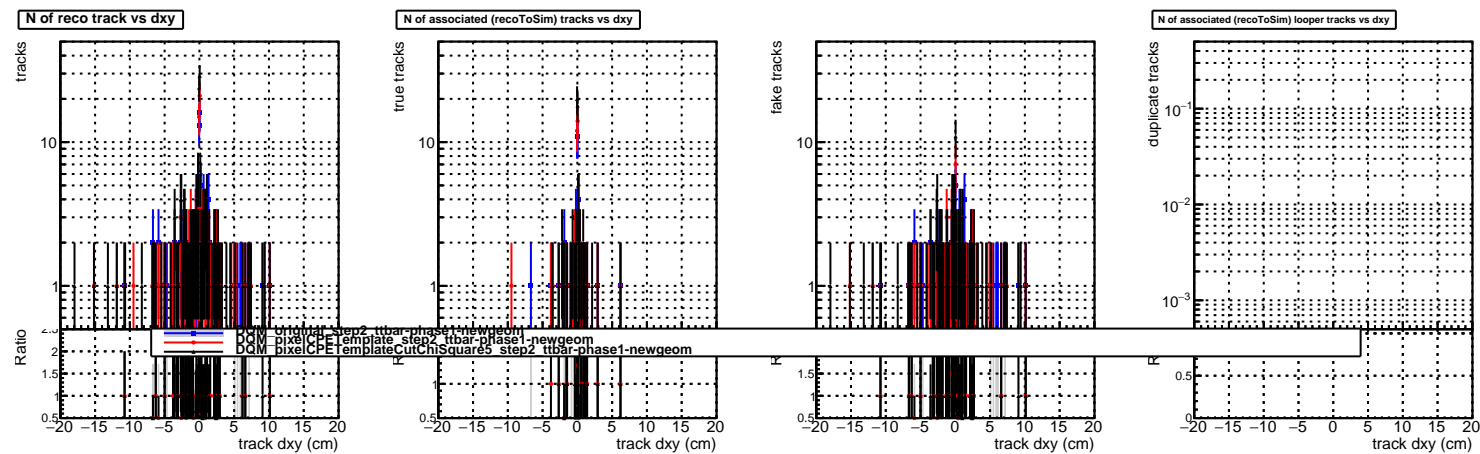 N of reco track vs dxy
tracks
10
1
Ratio
2
1.5
1
0.5
−20 −15 −10 −5 0 5 10 15 20
track dxy (cm)
N of associated (recoToSim) tracks vs dxy
true tracks
10
1
1
0.5
−20 −15 −10 −5 0 5 10 15 20
track dxy (cm)
fake tracks
10
1
2
1.5
1
0.5
−20 −15 −10 −5 0 5 10 15 20
track dxy (cm)
N of associated (recoToSim) looper tracks vs dxy
duplicate tracks
10−1
10−2
10−3
0.5
0
−20 −15 −10 −5 0 5 10 15 20
track dxy (cm)
DQM_original_step2_ttbar-phase1-newgeom
DQM_pixelCPETemplate_step2_ttbar-phase1-newgeom
DQM_pixelCPETemplateCutChiSquare5_step2_ttbar-phase1-newgeom